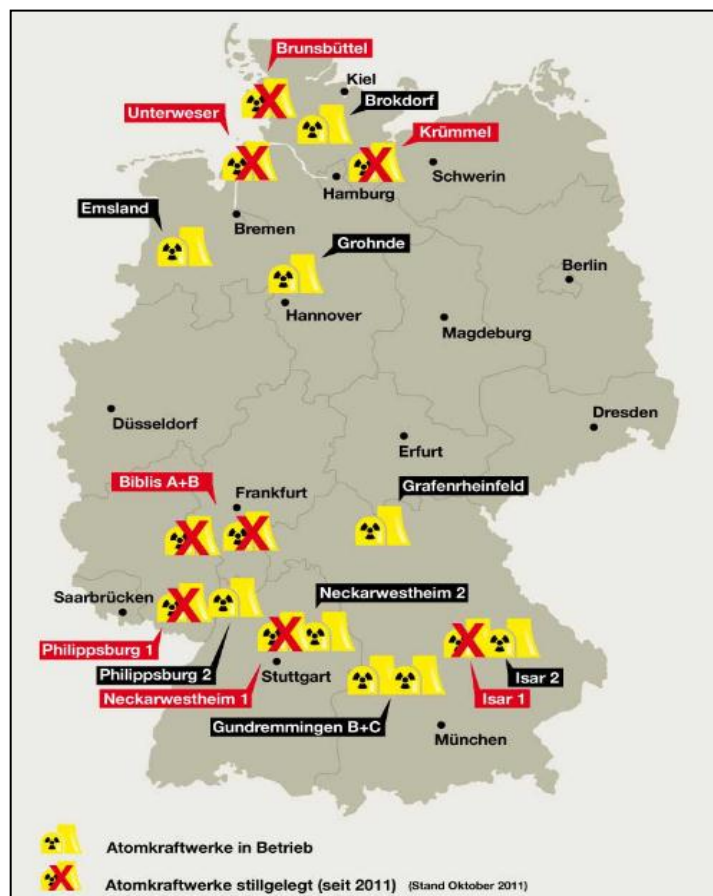 Brunsbüttel
Kiel
Brokdorf
Unterweser
Krümmel
Schwerin
Hamburg
Emsland
Bremen
Grohnde
Berlin
Hannover
Magdeburg
Düsseldorf
Dresden
Erfurt
Biblis A+B
Frankfurt
Grafenrheinfeld
Saarbrücken
Neckarwestheim 2
Philippsburg 1
Philippsburg 2
Stuttgart
Isar 2
Neckarwestheim 1
Isar 1
Gundremmingen B+C
München
Atomkraftwerke in Betrieb
Atomkraftwerke stillgelegt (seit 2011) (Stand Oktober 2011)